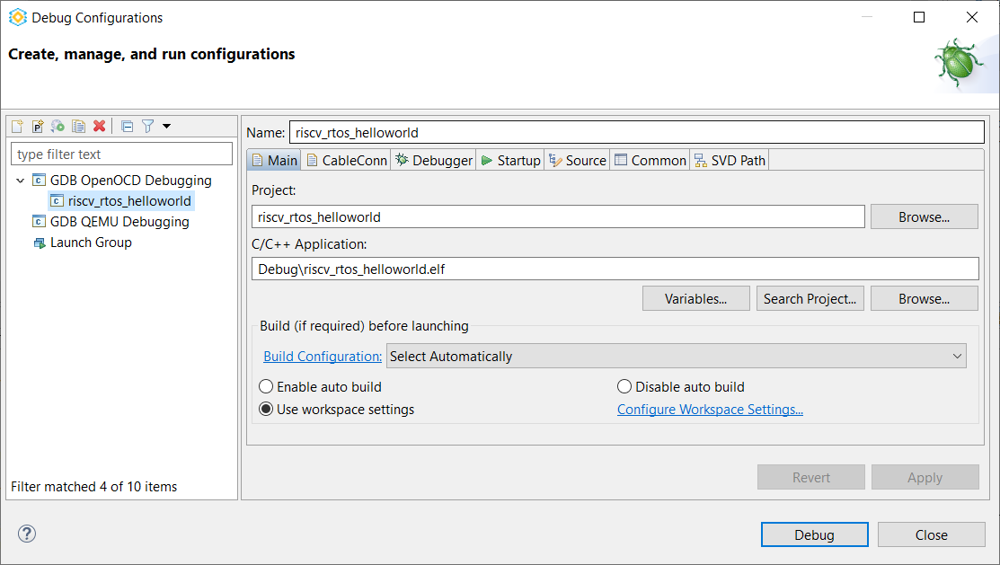 Debug Configurations
Create, manage, and run configurations
type filter text
GDB OpenOCD Debugging
riscv_rtos_helloworld
GDB QEMU Debugging
Launch Group
Filter matched 4 of 10 items
Name: riscv_rtos_helloworld
Main CableConn Debugger Startup Source Common SVD Path
Project:
riscv_rtos_helloworld Browse...
C/C++ Application:
Debug\riscv_rtos_helloworld.elf
Variables... Search Project... Browse...
Build (if required) before launching
Build Configuration: Select Automatically
Enable auto build Disable auto build
Use workspace settings Configure Workspace Settings...
Revert Apply
? Debug Close